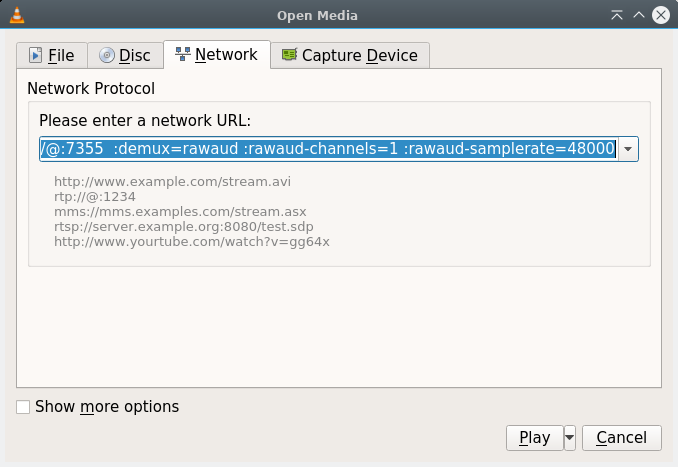 Open Media
File Disc Network Capture Device
Network Protocol
Please enter a network URL:
/@:7355  :demux=rawaud :rawaud-channels=1 :rawaud-samplerate=48000
http://www.example.com/stream.avi
rtp://@:1234
mms://mms.examples.com/stream.asx
rtsp://server.example.org:8080/test.sdp
http://www.yourtube.com/watch?v=gg64x
Show more options
Play Cancel